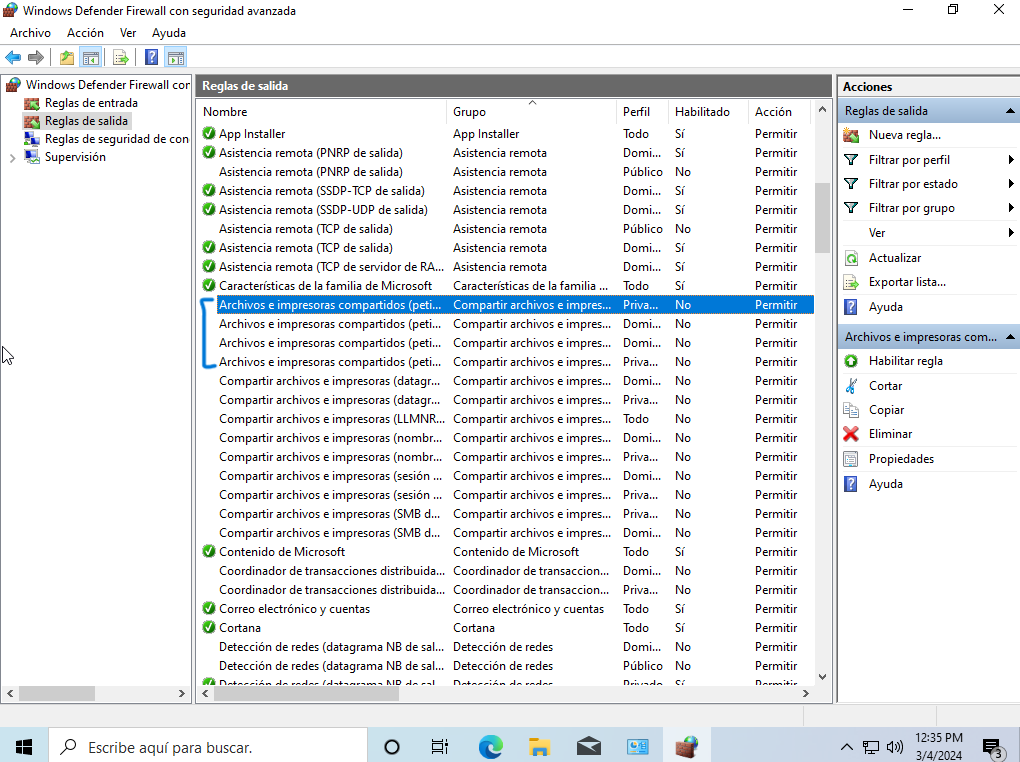 Windows Defender Firewall con seguridad avanzada
Archivo Acción Ver Ayuda
Windows Defender Firewall cor
Reglas de entrada
Reglas de salida
Reglas de seguridad de con
Supervisión
Reglas de salida
Nombre Grupo Perfil Habilitado Acción
App Installer App Installer Todo Sí Permitir
Asistencia remota (PNRP de salida) Asistencia remota Domi... Sí Permitir
Asistencia remota (PNRP de salida) Asistencia remota Público No Permitir
Asistencia remota (SSDP-TCP de salida) Asistencia remota Domi... Sí Permitir
Asistencia remota (SSDP-UDP de salida) Asistencia remota Domi... Sí Permitir
Asistencia remota (TCP de salida) Asistencia remota Público No Permitir
Asistencia remota (TCP de salida) Asistencia remota Domi... Sí Permitir
Asistencia remota (TCP de servidor de RA... Asistencia remota Domi... Sí Permitir
Características de la familia de Microsoft Características de la familia ... Todo Sí Permitir
Archivos e impresoras compartidos (peti... Compartir archivos e impres... Priva... No Permitir
Archivos e impresoras compartidos (peti... Compartir archivos e impres... Domi... No Permitir
Archivos e impresoras compartidos (peti... Compartir archivos e impres... Domi... No Permitir
Archivos e impresoras compartidos (peti... Compartir archivos e impres... Priva... No Permitir
Compartir archivos e impresoras (datagr... Compartir archivos e impres... Domi... No Permitir
Compartir archivos e impresoras (datagr... Compartir archivos e impres... Priva... No Permitir
Compartir archivos e impresoras (LLMNR... Compartir archivos e impres... Todo No Permitir
Compartir archivos e impresoras (nombr... Compartir archivos e impres... Domi... No Permitir
Compartir archivos e impresoras (nombr... Compartir archivos e impres... Priva... No Permitir
Compartir archivos e impresoras (sesión ... Compartir archivos e impres... Domi... No Permitir
Compartir archivos e impresoras (sesión ... Compartir archivos e impres... Priva... No Permitir
Compartir archivos e impresoras (SMB d... Compartir archivos e impres... Priva... No Permitir
Compartir archivos e impresoras (SMB d... Compartir archivos e impres... Domi... No Permitir
Contenido de Microsoft Contenido de Microsoft Todo Sí Permitir
Coordinador de transacciones distribuida... Coordinador de transaccion... Domi... No Permitir
Coordinador de transacciones distribuida... Coordinador de transaccion... Priva... No Permitir
Correo electrónico y cuentas Correo electrónico y cuentas Todo Sí Permitir
Cortana Cortana Todo Sí Permitir
Detección de redes (datagrama NB de sal... Detección de redes Domi... No Permitir
Detección de redes (datagrama NB de sal... Detección de redes Público No Permitir
Detección de redes (datagrama NB de sal... Detección de redes Privado Sí Permitir
Acciones
Reglas de salida
Nueva regla...
Filtrar por perfil
Filtrar por estado
Filtrar por grupo
Ver
Actualizar
Exportar lista...
Ayuda
Archivos e impresoras com...
Habilitar regla
Cortar
Copiar
Eliminar
Propiedades
Ayuda
Escribe aquí para buscar.
12:35 PM
3/4/2024
3